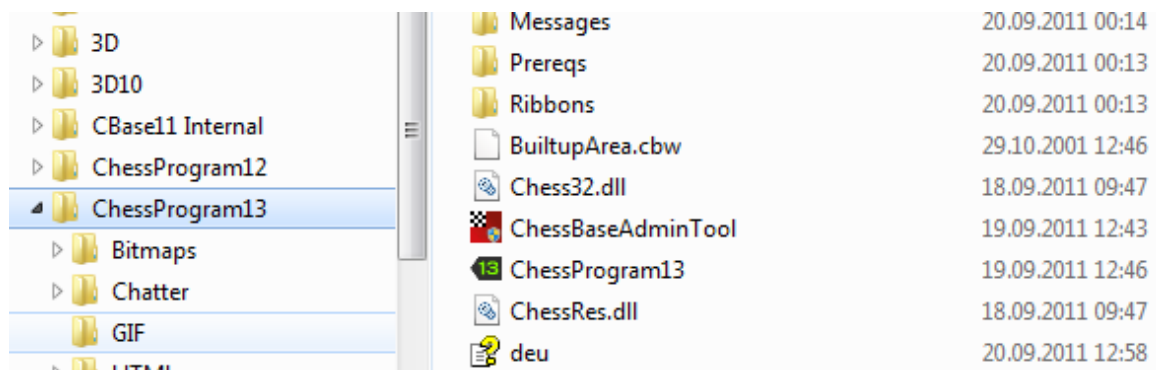 3D
3D10
CBase11 Internal
ChessProgram12
ChessProgram13
Bitmaps
Chatter
GIF
HTML
Messages 20.09.2011 00:14
Prereqs 20.09.2011 00:13
Ribbons 20.09.2011 00:13
BuiltupArea.cbw 29.10.2001 12:46
Chess32.dll 18.09.2011 09:47
ChessBaseAdminTool 19.09.2011 12:43
13 ChessProgram13 19.09.2011 12:46
ChessRes.dll 18.09.2011 09:47
deu 20.09.2011 12:58